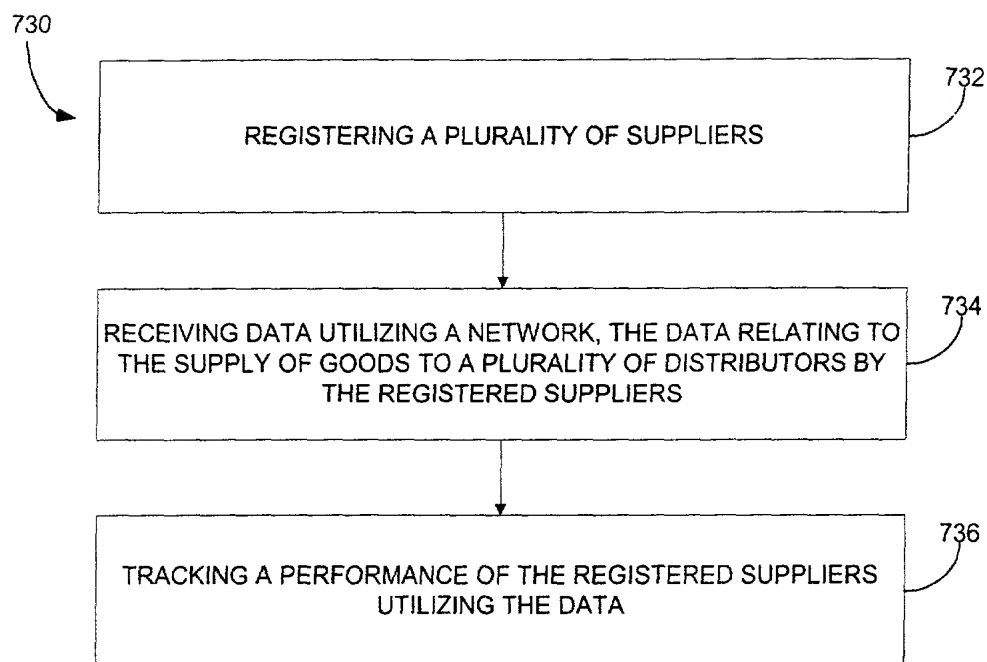 730
732
REGISTERING A PLURALITY OF SUPPLIERS
734
RECEIVING DATA UTILIZING A NETWORK, THE DATA RELATING TO
THE SUPPLY OF GOODS TO A PLURALITY OF DISTRIBUTORS BY
THE REGISTERED SUPPLIERS
736
TRACKING A PERFORMANCE OF THE REGISTERED SUPPLIERS
UTILIZING THE DATA